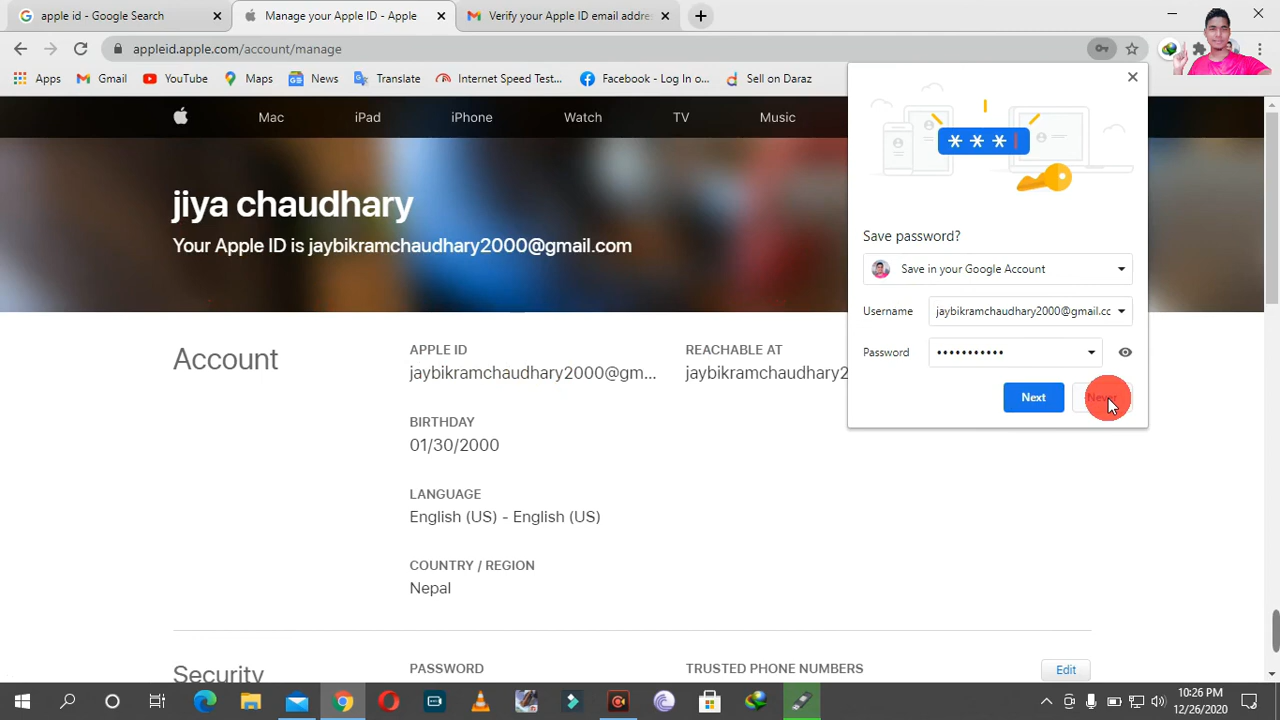 apple id - Google Search
Manage your Apple ID - Apple
Verify your Apple ID email addre
appleid.apple.com/account/manage
Apps
Gmail
YouTube
Maps
News
Translate
Internet Speed Test...
Facebook - Log In o...
Sell on Daraz
Mac
iPad
iPhone
Watch
TV
Music
jiya chaudhary
Your Apple ID is jaybikramchaudhary2000@gmail.com
Save password?
Save in your Google Account
Username
jaybikramchaudhary2000@gmail.cc
Password
•••••••••••
Next
Never
Account
APPLE ID
jaybikramchaudhary2000@gm...
REACHABLE AT
jaybikramchaudhary2
BIRTHDAY
01/30/2000
LANGUAGE
English (US) - English (US)
COUNTRY / REGION
Nepal
Security
PASSWORD
TRUSTED PHONE NUMBERS
Edit
10:26 PM
12/26/2020